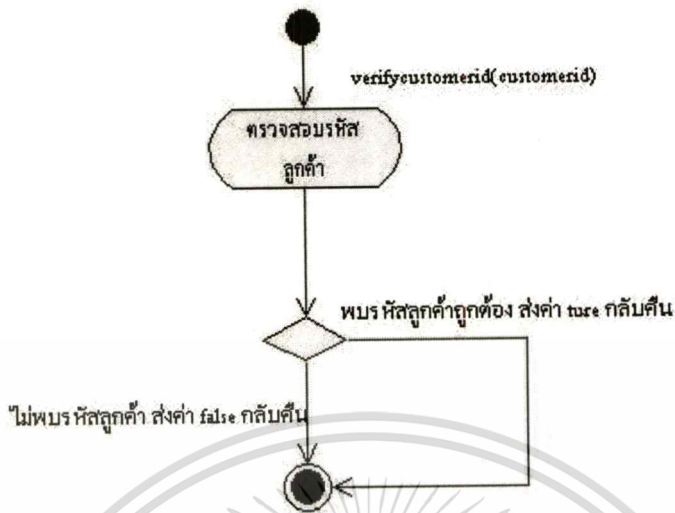 verifycustomerid(customerid)
ตรวจสอบรหัส
ลูกค้า
พบรหัสลูกค้าถูกต้อง ส่งค่า ture กลับคืน
ไม่พบรหัสลูกค้า ส่งค่า false กลับคืน